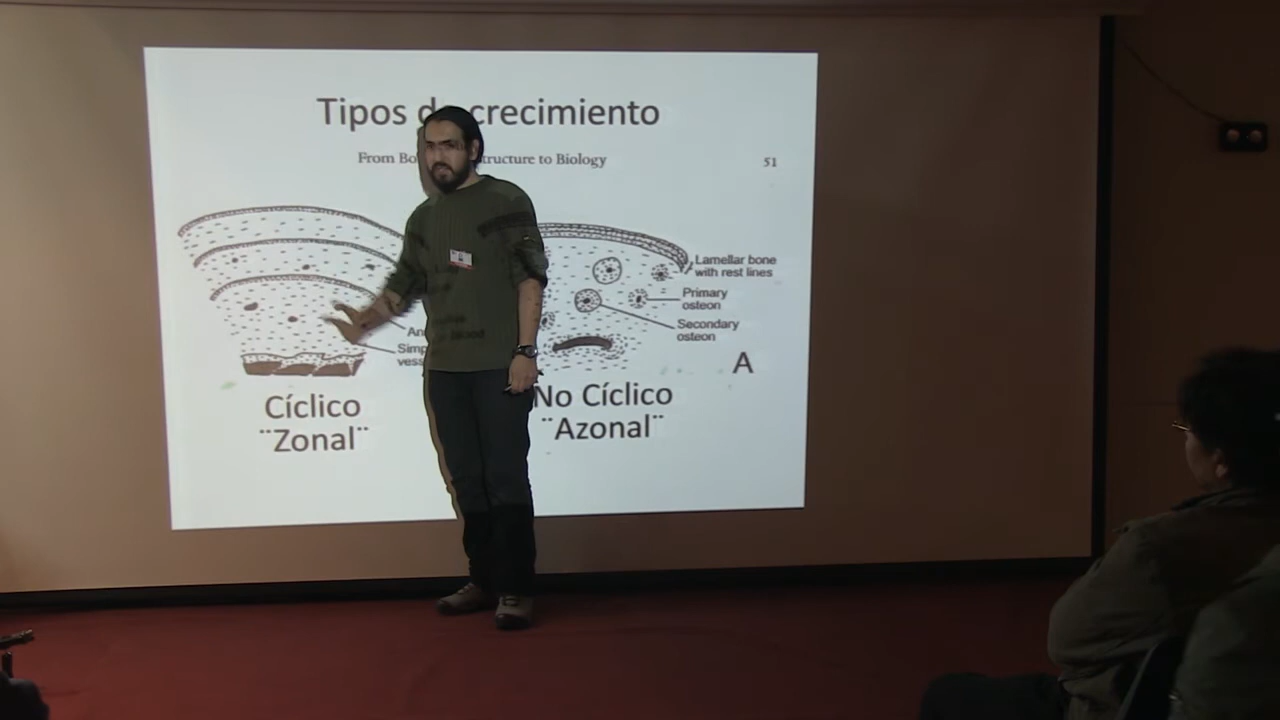 Tipos d crecimiento
From Bo tructure to Biology 51
Lamellar bone
with rest lines
Primary
osteon
Secondary
osteon
A
Cíclico
¨Zonal¨
No Cíclico
¨Azonal¨